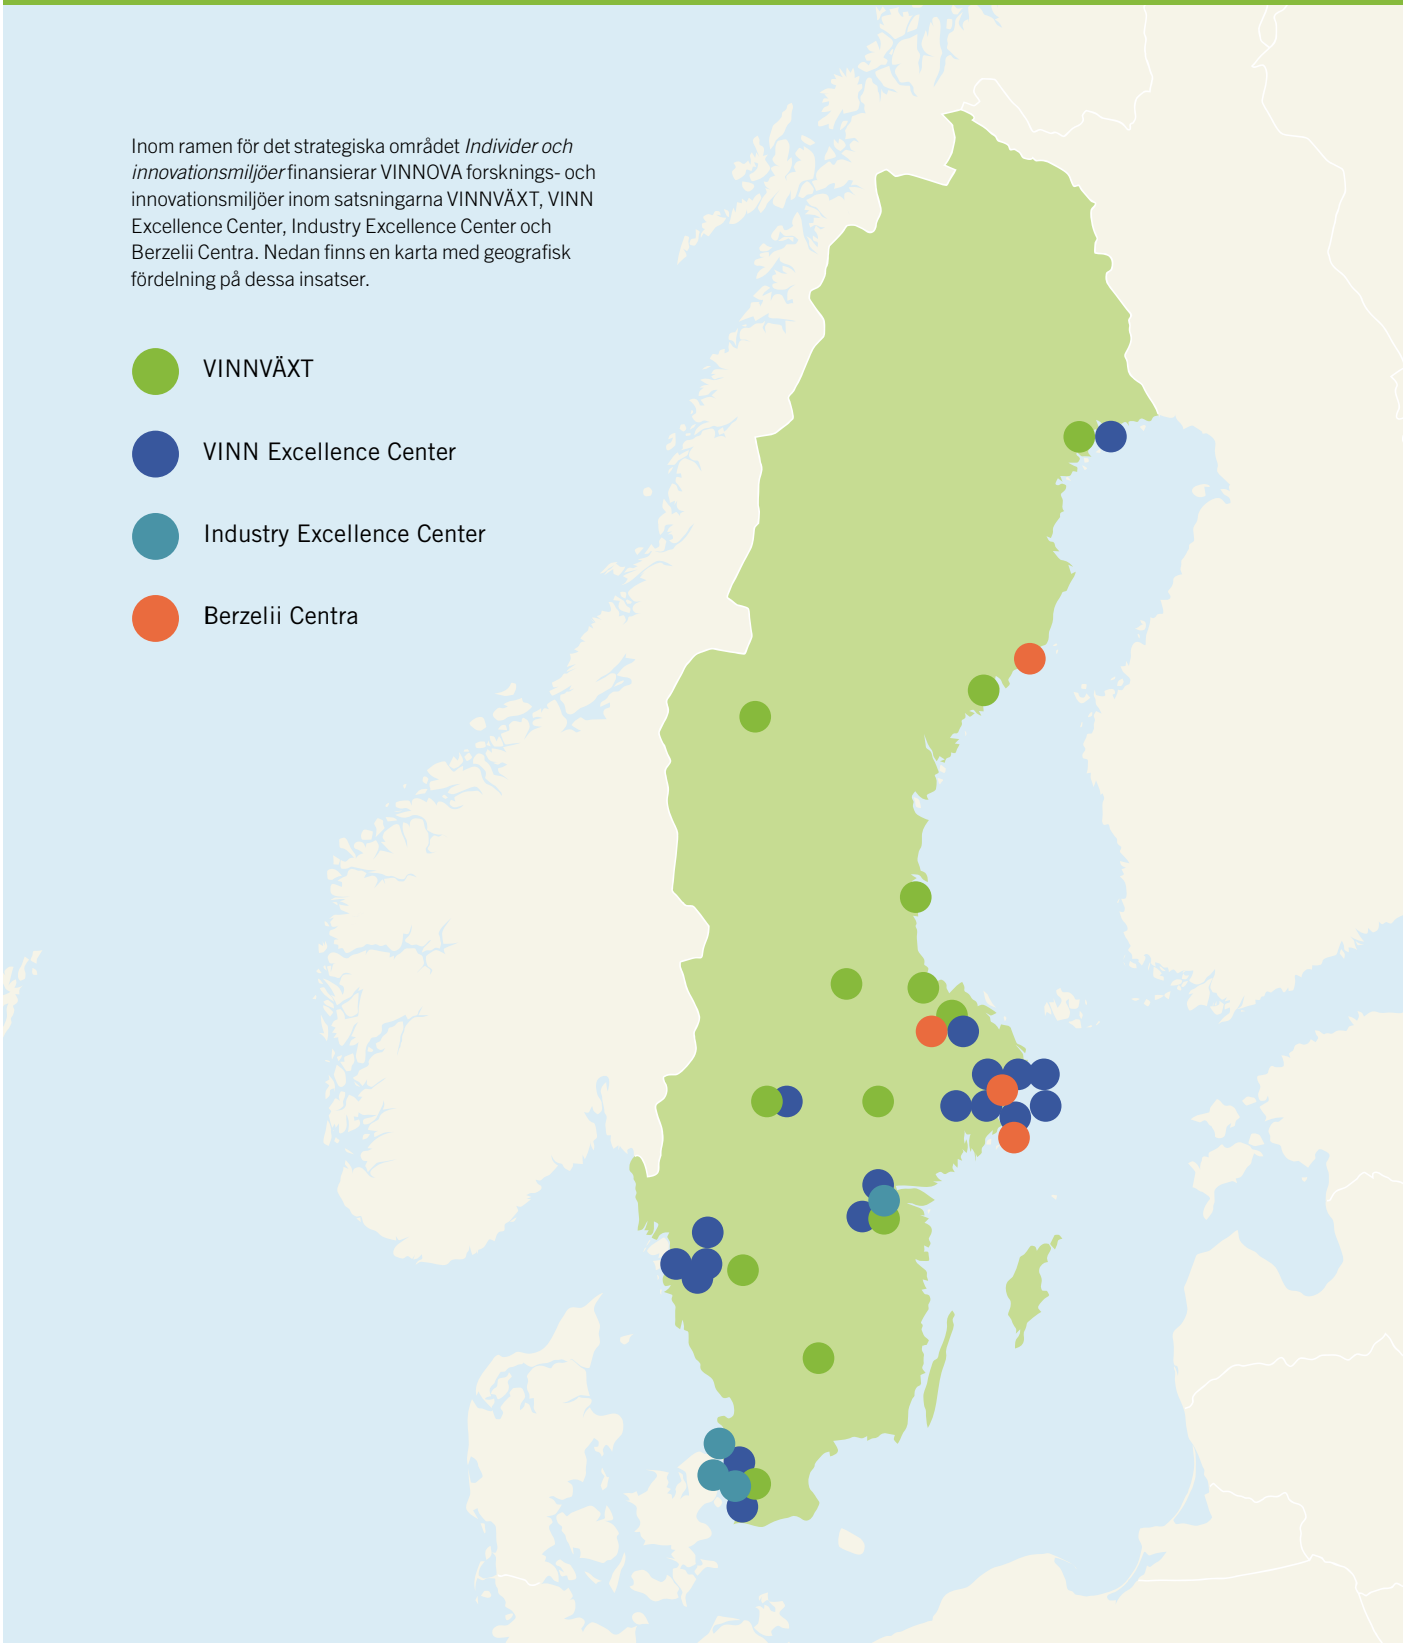 Inom ramen för det strategiska området Individer och
innovationsmiljöer finansierar VINNOVA forsknings- och
innovationsmiljöer inom satsningarna VINNVÄXT, VINN
Excellence Center, Industry Excellence Center och
Berzelii Centra. Nedan finns en karta med geografisk
fördelning på dessa insatser.
VINNVÄXT
VINN Excellence Center
Industry Excellence Center
Berzelii Centra